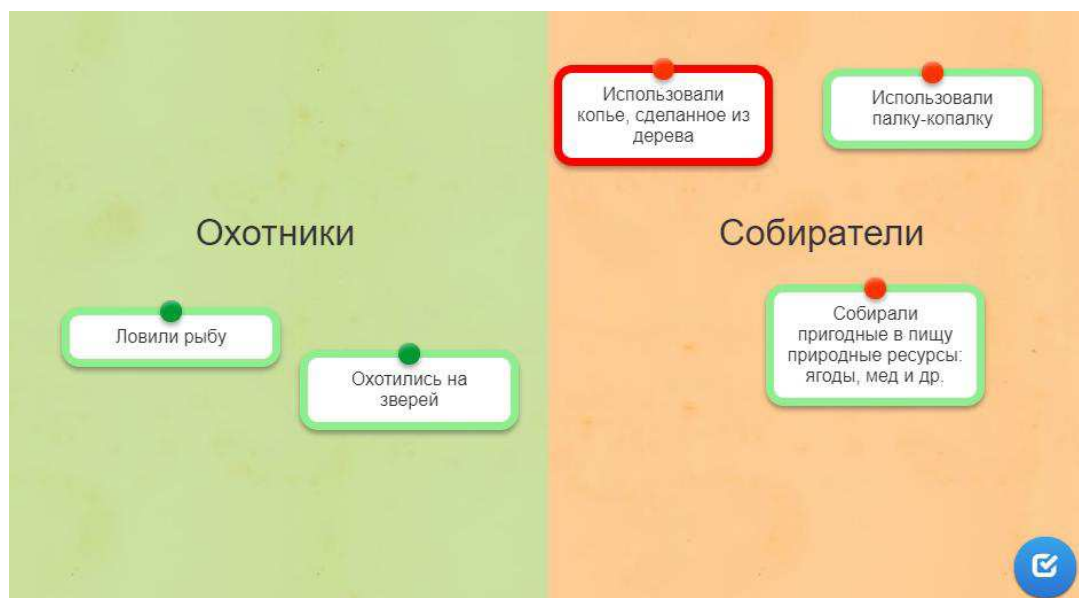 Использовали
копье, сделанное из
дерева
Использовали
палку-копалку
Охотники
Собиратели
Ловили рыбу
Охотились на
зверей
Собирали
пригодные в пищу
природные ресурсы:
ягоды, мед и др.